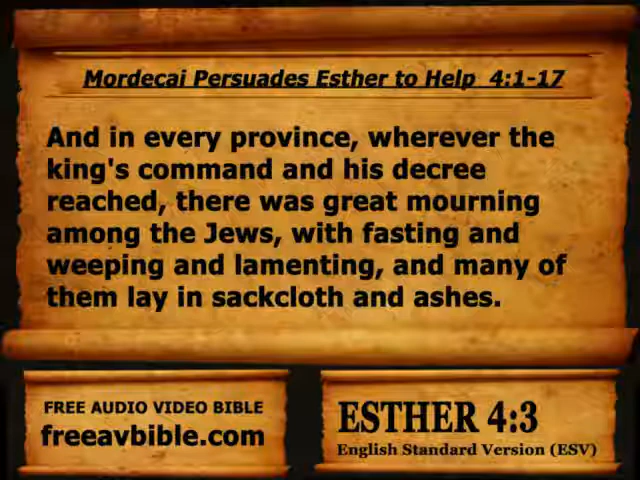 Mordecai Persuades Esther to Help 4:1-17
And in every province, wherever the
king's command and his decree
reached, there was great mourning
among the Jews, with fasting and
weeping and lamenting, and many of
them lay in sackcloth and ashes.
FREE AUDIO VIDEO BIBLE
freeavbible.com
ESTHER 4:3
English Standard Version (ESV)